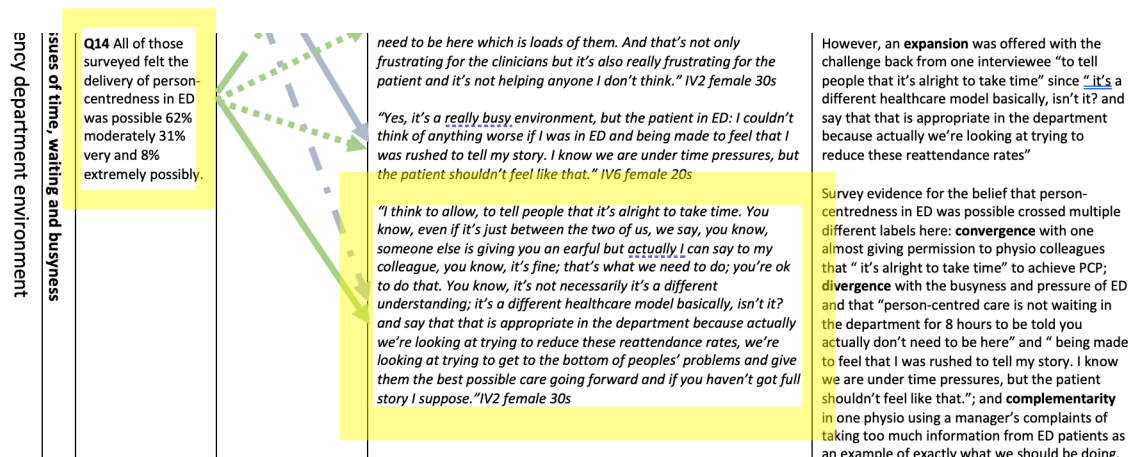 ency department environment
ssues of time, waiting and busyness
Q14 All of those
surveyed felt the
delivery of person-
centredness in ED
was possible 62%
moderately 31%
very and 8%
extremely possibly.
need to be here which is loads of them. And that's not only
frustrating for the clinicians but it's also really frustrating for the
patient and it's not helping anyone I don't think." IV2 female 30s
"Yes, it's a really busy environment, but the patient in ED: I couldn't
think of anything worse if I was in ED and being made to feel that I
was rushed to tell my story. I know we are under time pressures, but
the patient shouldn't feel like that." IV6 female 20s
"I think to allow, to tell people that it's alright to take time. You
know, even if it's just between the two of us, we say, you know,
someone else is giving you an earful but actually I can say to my
colleague, you know, it's fine; that's what we need to do; you're ok
to do that. You know, it's not necessarily it's a different
understanding; it's a different healthcare model basically, isn't it?
and say that that is appropriate in the department because actually
we're looking at trying to reduce these reattendance rates, we're
looking at trying to get to the bottom of peoples' problems and give
them the best possible care going forward and if you haven't got full
story I suppose."IV2 female 30s
However, an expansion was offered with the
challenge back from one interviewee "to tell
people that it's alright to take time" since " it's a
different healthcare model basically, isn't it? and
say that that is appropriate in the department
because actually we're looking at trying to
reduce these reattendance rates"
Survey evidence for the belief that person-
centredness in ED was possible crossed multiple
different labels here: convergence with one
almost giving permission to physio colleagues
that " it's alright to take time" to achieve PCP;
divergence with the busyness and pressure of ED
and that "person-centred care is not waiting in
the department for 8 hours to be told you
actually don't need to be here" and " being made
to feel that I was rushed to tell my story. I know
we are under time pressures, but the patient
shouldn't feel like that."; and complementarity
in one physio using a manager's complaints of
taking too much information from ED patients as
an example of exactly what we should be doing.